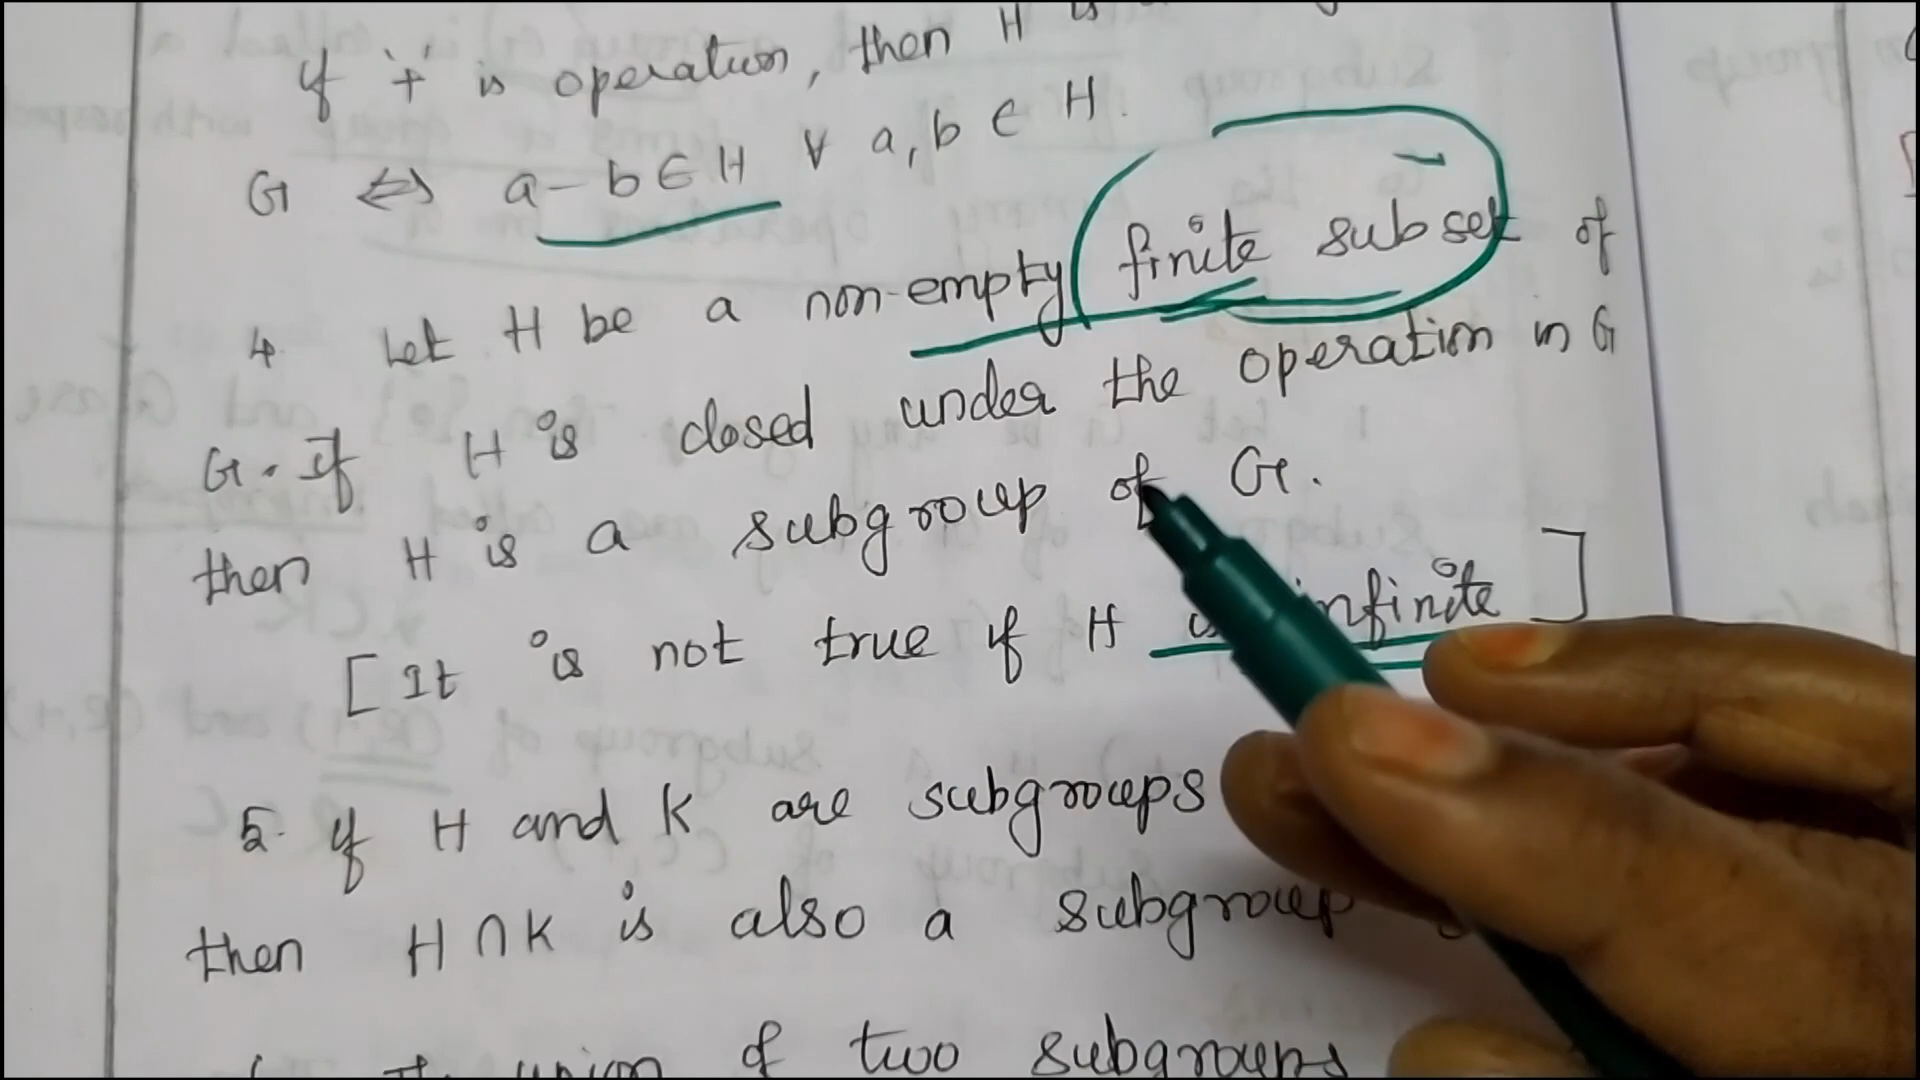 If '+' is operation, then H is
G ⇔ a-b∈H ∀ a,b ∈ H.
4. Let H be a non-empty finite subset of
G. If H is closed under the operation in G
then H is a subgroup of G.
[It is not true if H is infinite]
5. If H and K are subgroups
then H∩K is also a subgroup
union of two subgroups